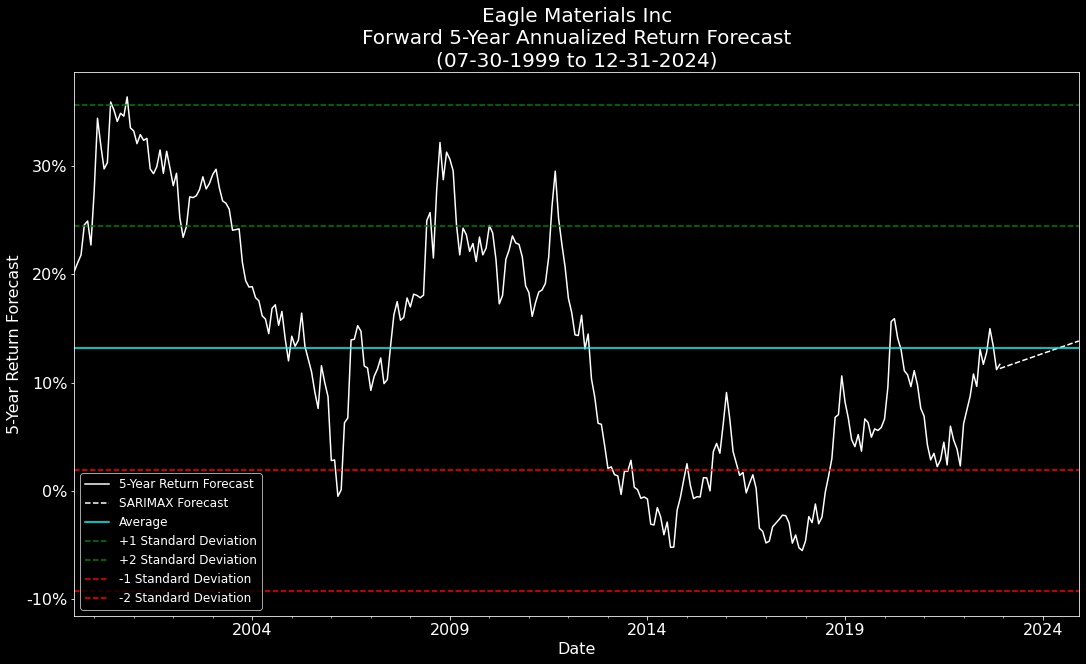 Eagle Materials Inc
Forward 5-Year Annualized Return Forecast
(07-30-1999 to 12-31-2024)
5-Year Return Forecast
30%
20%
10%
0%
-10%
5-Year Return Forecast
SARIMAX Forecast
Average
+1 Standard Deviation
+2 Standard Deviation
-1 Standard Deviation
-2 Standard Deviation
2004
2009
2014
2019
2024
Date